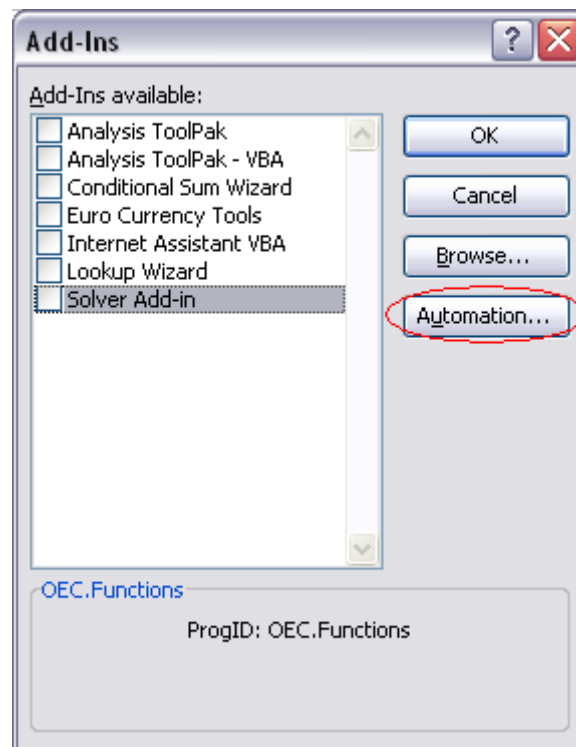 Add-Ins
?
X
Add-Ins available:
Analysis ToolPak
Analysis ToolPak - VBA
Conditional Sum Wizard
Euro Currency Tools
Internet Assistant VBA
Lookup Wizard
Solver Add-in
OK
Cancel
Browse...
Automation...
OEC.Functions
ProgID: OEC.Functions